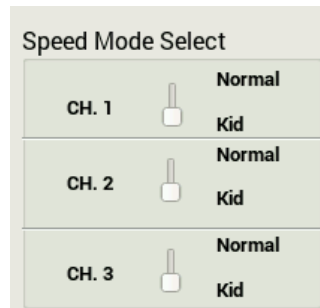 Speed Mode Select
Normal
CH. 1
Kid
Normal
CH. 2
Kid
Normal
CH. 3
Kid